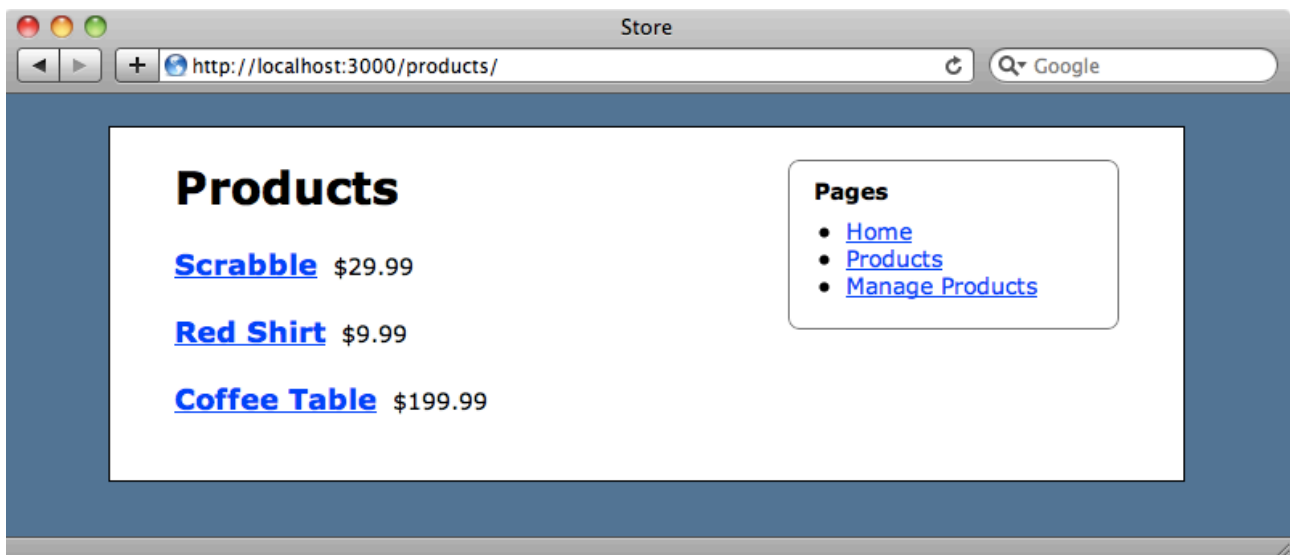 Store
http://localhost:3000/products/
Google
Products
Scrabble $29.99
Red Shirt $9.99
Coffee Table $199.99
Pages
• Home
• Products
• Manage Products